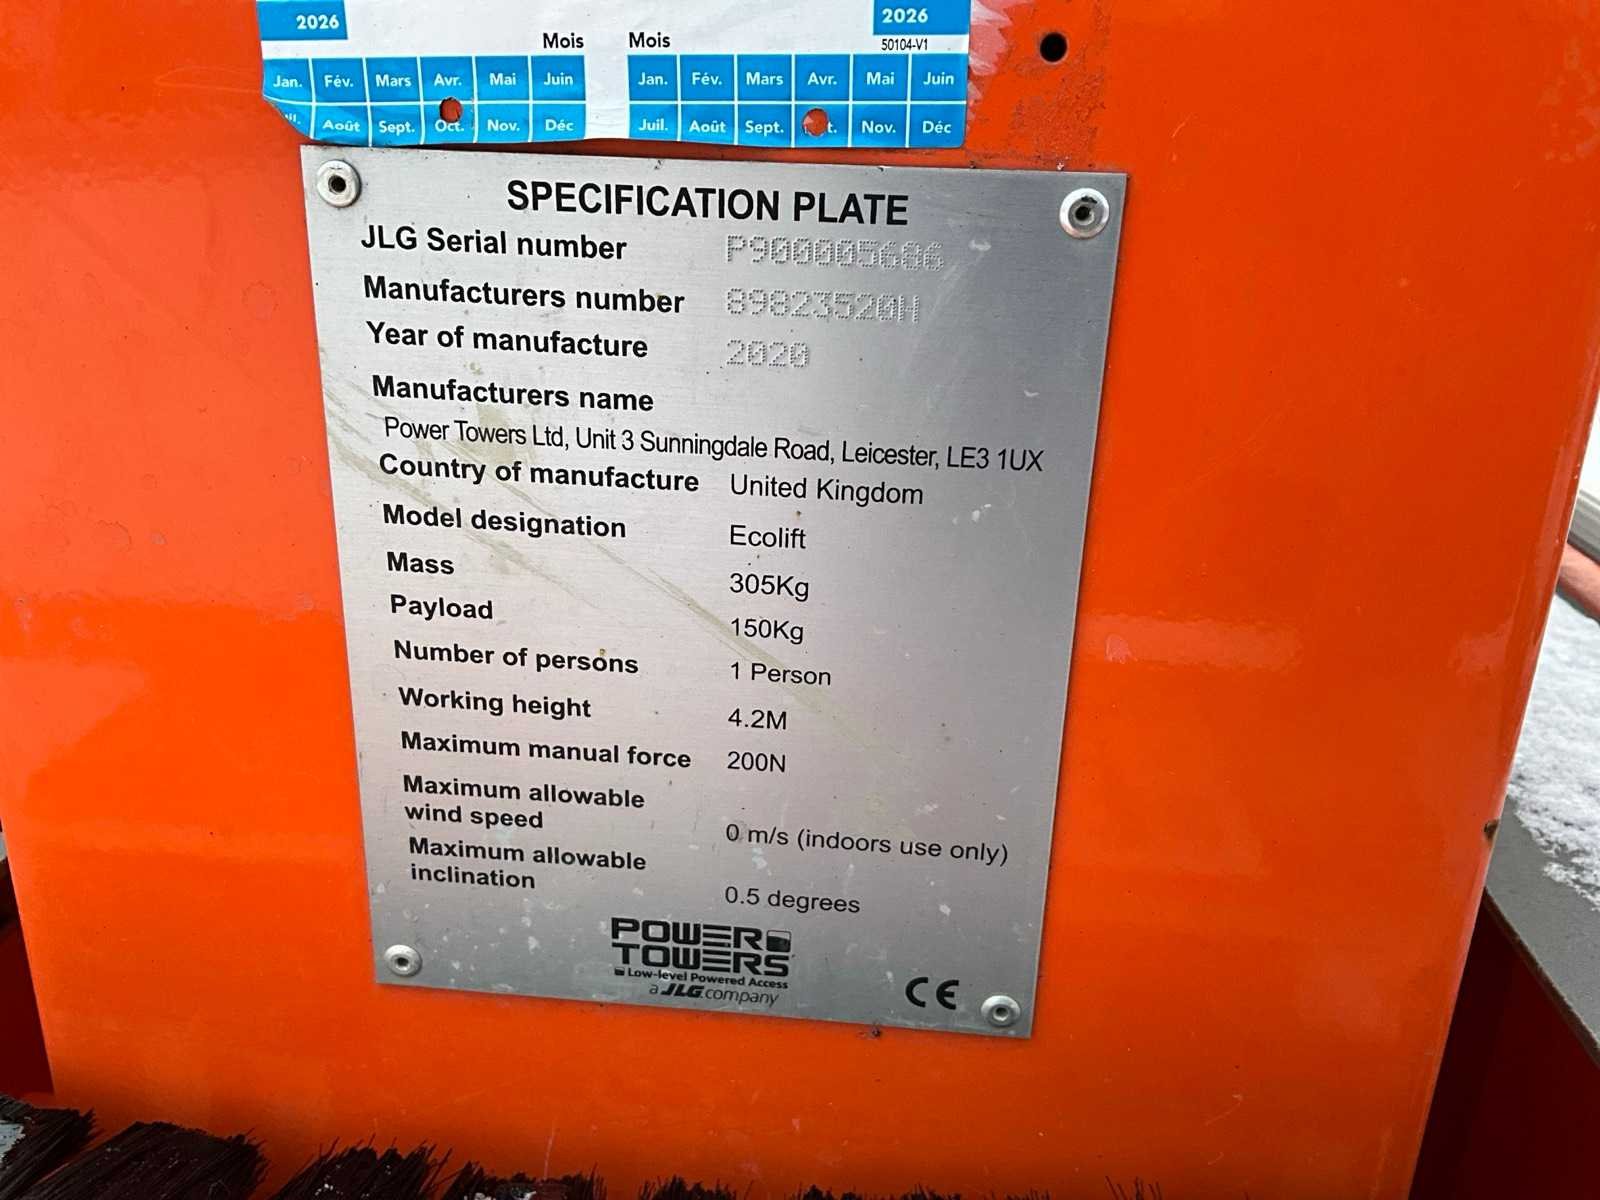 2026 2026
Mois Mois 50104-V1
Jan. Fév. Mars Avr. Mai Juin Jan. Fév. Mars Avr. Mai Juin
Août Sept. Oct. Nov. Déc Juil. Août Sept. Nov. Déc
SPECIFICATION PLATE
JLG Serial number P900005686
Manufacturers number 89823520H
Year of manufacture 2020
Manufacturers name
Power Towers Ltd, Unit 3 Sunningdale Road, Leicester, LE3 1UX
Country of manufacture United Kingdom
Model designation Ecolift
Mass 305Kg
Payload 150Kg
Number of persons 1 Person
Working height 4.2M
Maximum manual force 200N
Maximum allowable
wind speed 0 m/s (indoors use only)
Maximum allowable
inclination 0.5 degrees
POWER
TOWERS
Low-level Powered Access
a JLG company
CE